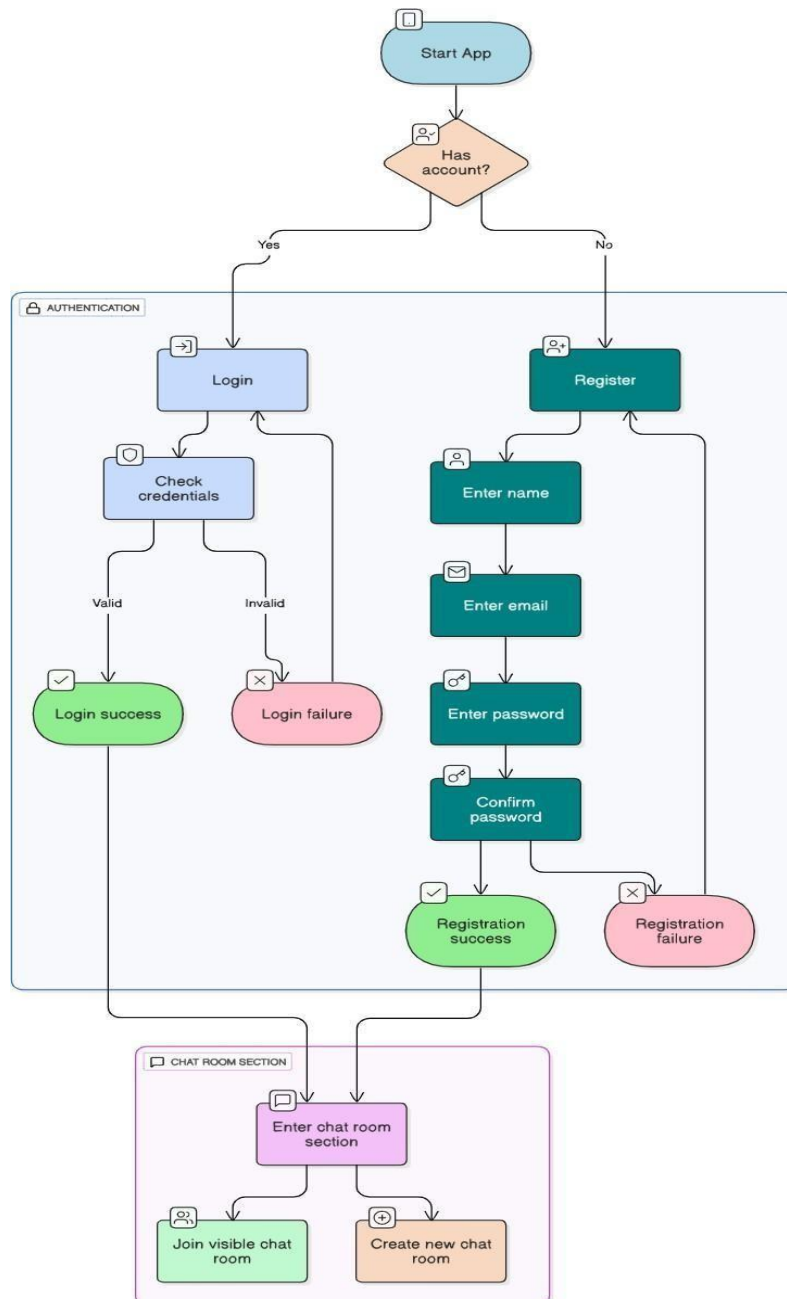 Start App
Has
account?
Yes
No
AUTHENTICATION
Login
Register
Check
credentials
Enter name
Valid
Invalid
Enter email
Login success
Login failure
Enter password
Confirm
password
Registration
success
Registration
failure
CHAT ROOM SECTION
Enter chat room
section
Join visible chat
room
Create new chat
room